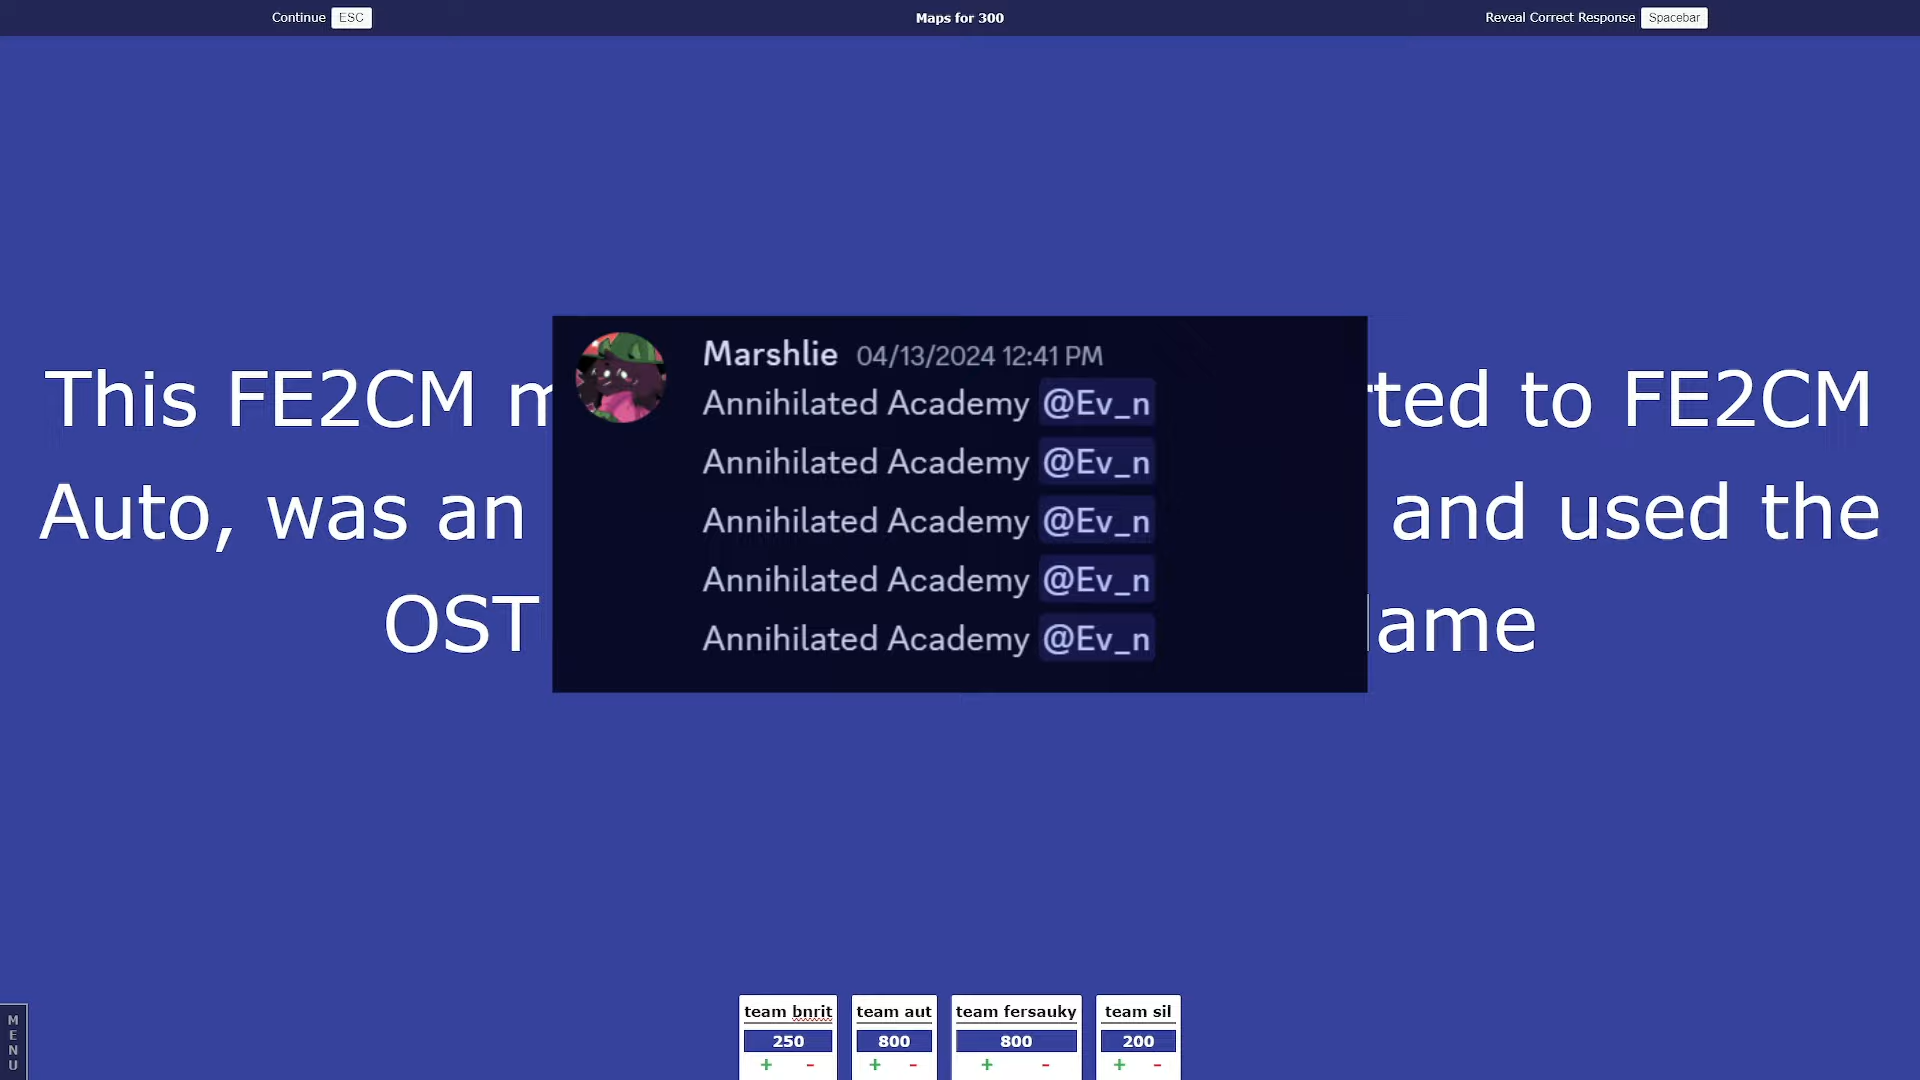 Continue ESC
Maps for 300
Reveal Correct Response Spacebar
This FE2CM ted to FE2CM
Auto, was an and used the
OST ame
Marshlie 04/13/2024 12:41 PM
Annihilated Academy @Ev_n
Annihilated Academy @Ev_n
Annihilated Academy @Ev_n
Annihilated Academy @Ev_n
Annihilated Academy @Ev_n
MENU
team bnrit
250
+ -
team aut
800
+ -
team fersauky
800
+ -
team sil
200
+ -